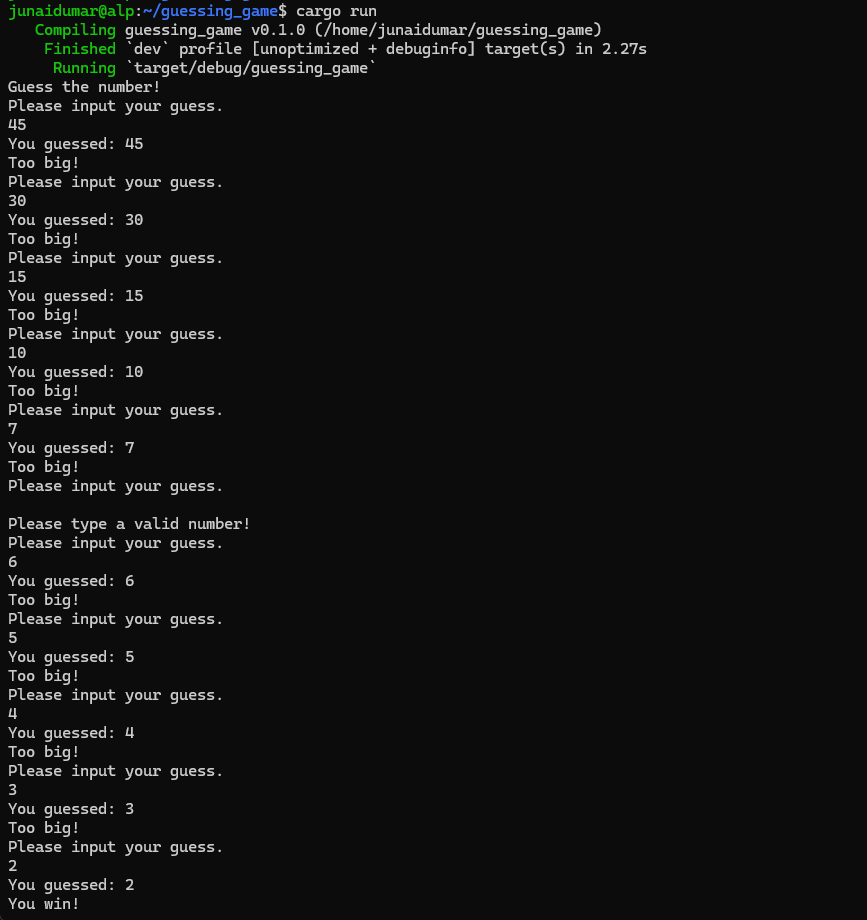 junaidumar@alp:~/guessing_game$ cargo run
   Compiling guessing_game v0.1.0 (/home/junaidumar/guessing_game)
    Finished `dev` profile [unoptimized + debuginfo] target(s) in 2.27s
     Running `target/debug/guessing_game`
Guess the number!
Please input your guess.
45
You guessed: 45
Too big!
Please input your guess.
30
You guessed: 30
Too big!
Please input your guess.
15
You guessed: 15
Too big!
Please input your guess.
10
You guessed: 10
Too big!
Please input your guess.
7
You guessed: 7
Too big!
Please input your guess.

Please type a valid number!
Please input your guess.
6
You guessed: 6
Too big!
Please input your guess.
5
You guessed: 5
Too big!
Please input your guess.
4
You guessed: 4
Too big!
Please input your guess.
3
You guessed: 3
Too big!
Please input your guess.
2
You guessed: 2
You win!